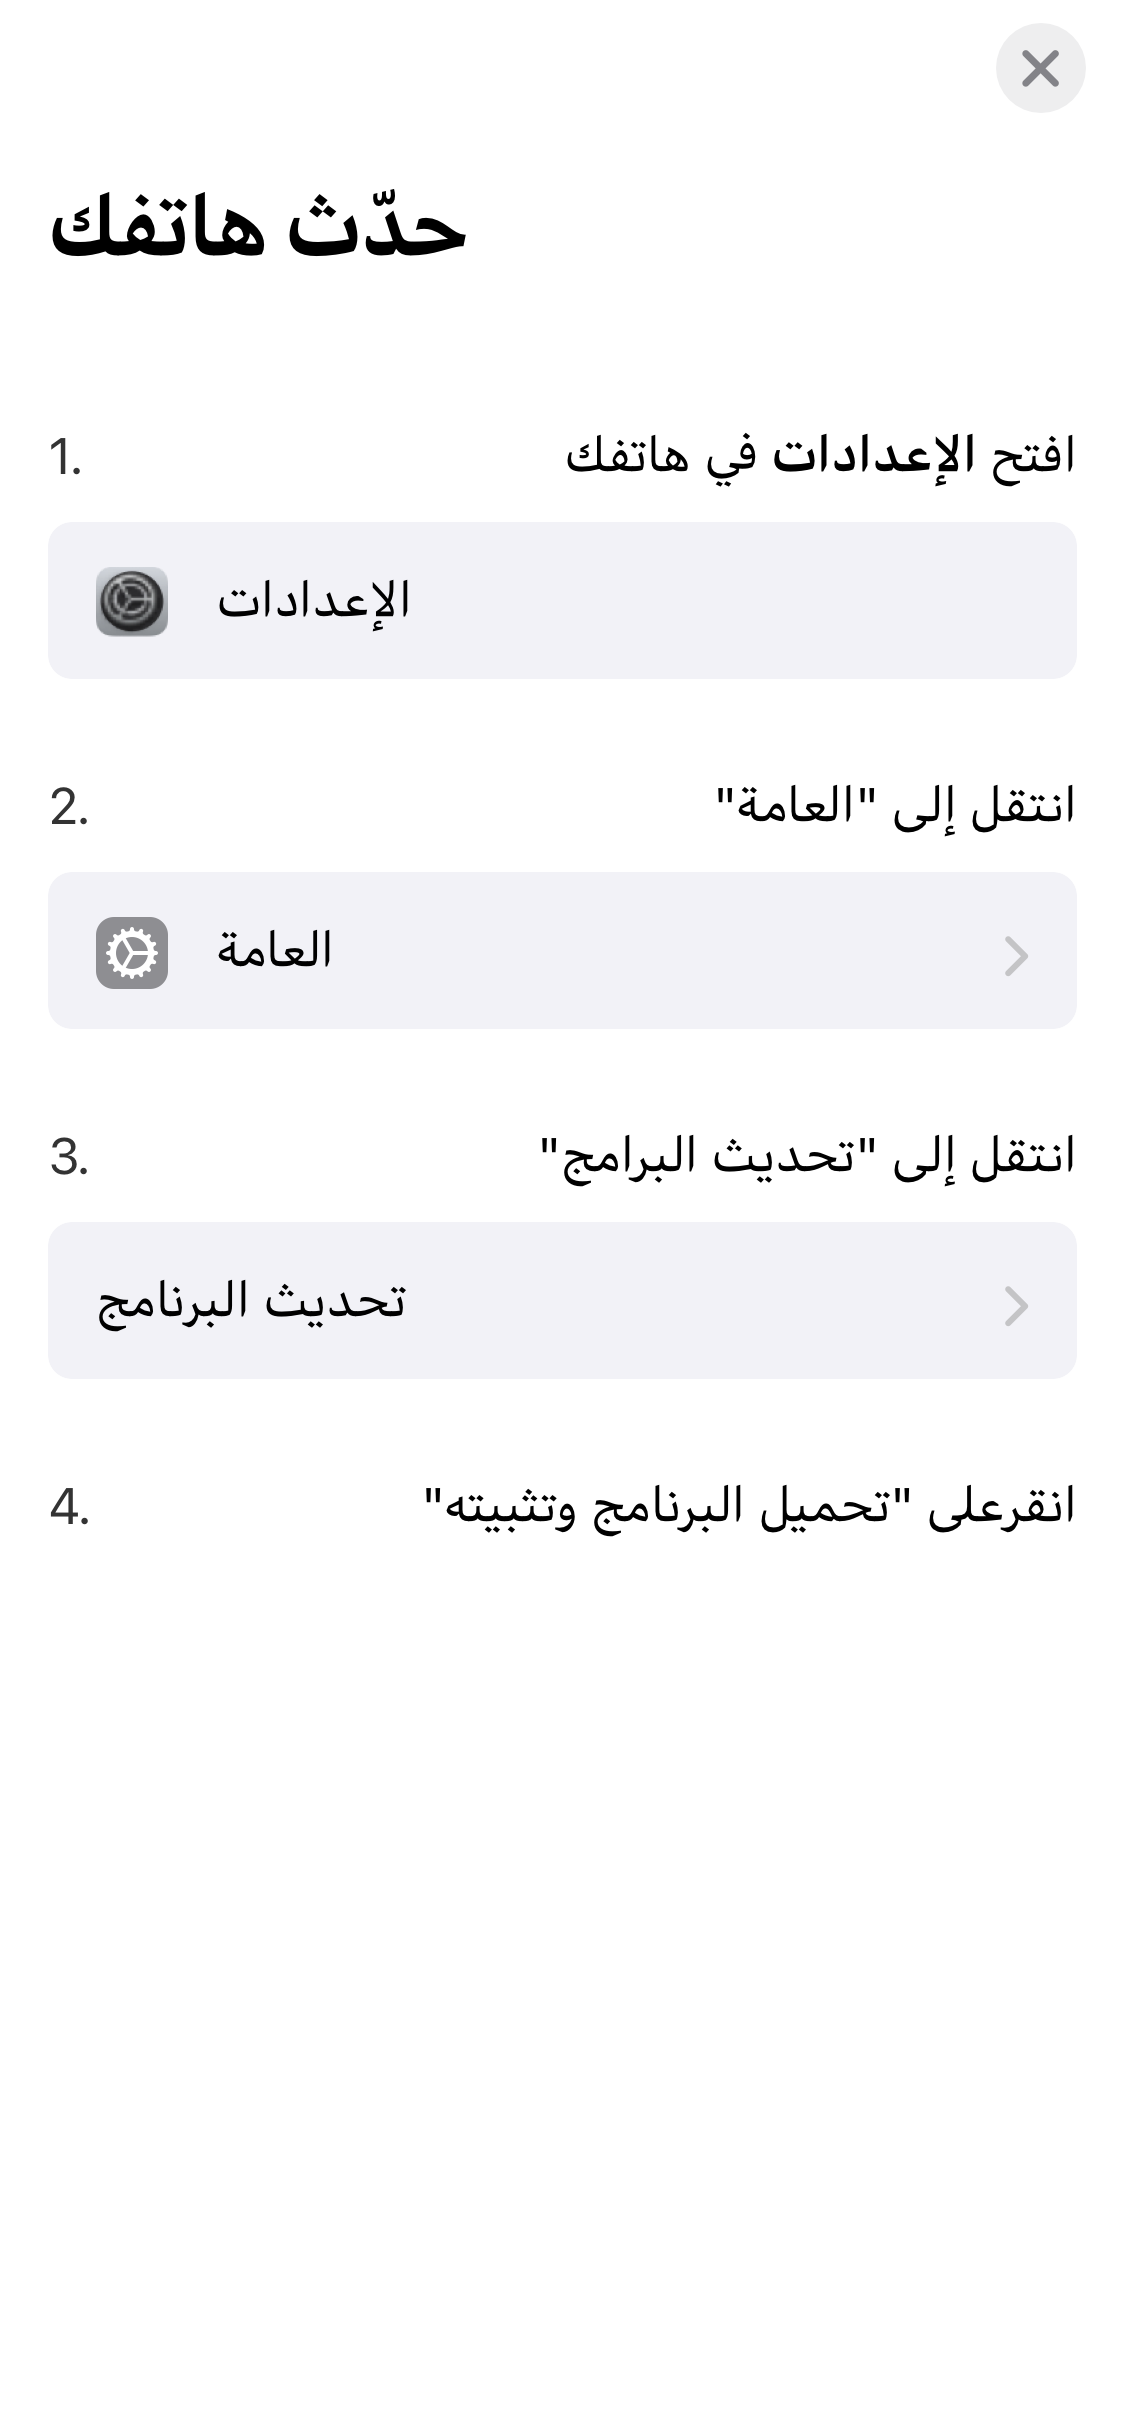 حدّث هاتفك
1. افتح الإعدادات في هاتفك
الإعدادات
2. انتقل إلى "العامة"
العامة
3. انتقل إلى "تحديث البرامج"
تحديث البرنامج
4. انقرعلى "تحميل البرنامج وتثبيته"